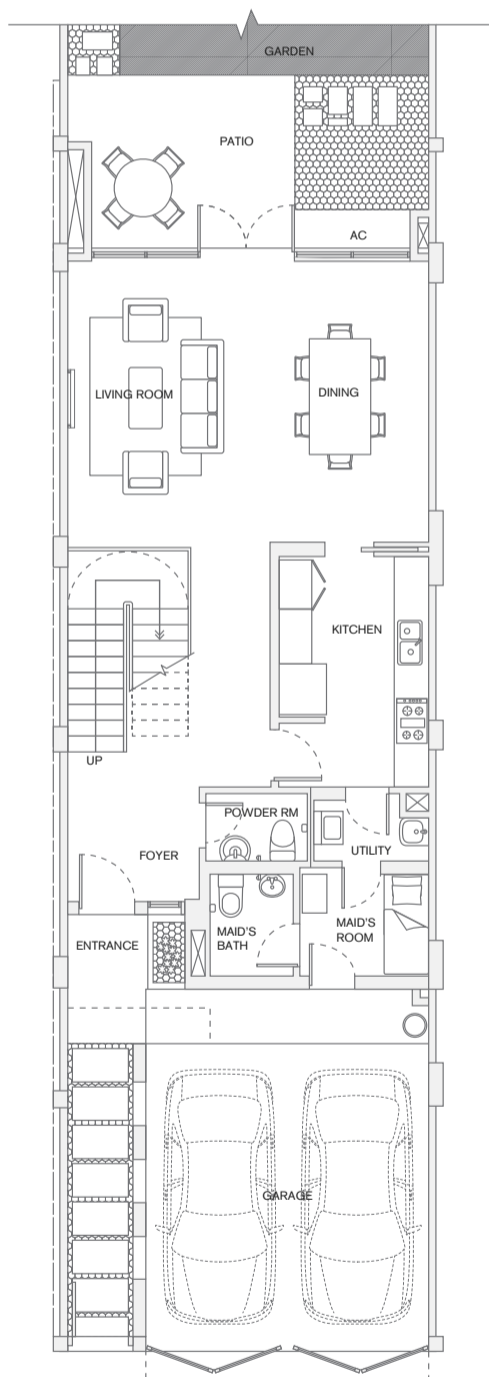 GARDEN
PATIO
AC
LIVING ROOM
DINING
KITCHEN
UP
POWDER RM
UTILITY
FOYER
MAID'S
BATH
MAID'S
ROOM
ENTRANCE
GARAGE